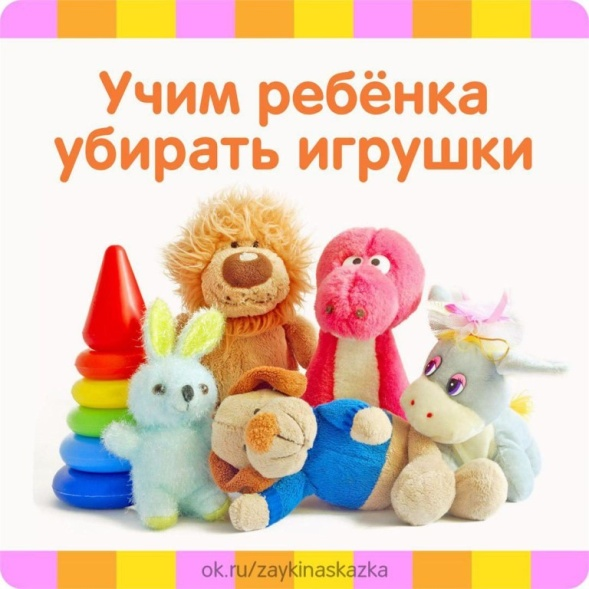 Учим ребёнка
убирать игрушки
ok.ru/zaykinaskazka